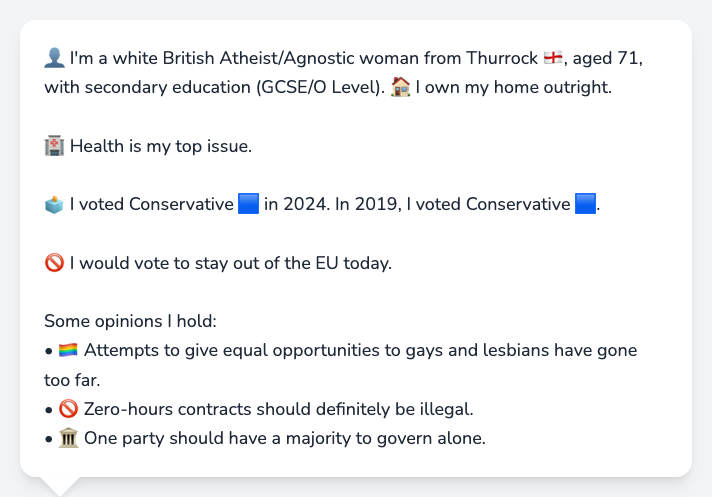 👤 I'm a white British Atheist/Agnostic woman from Thurrock 🏴󠁧󠁢󠁥󠁮󠁧󠁿, aged 71,
with secondary education (GCSE/O Level). 🏠 I own my home outright.
🏥 Health is my top issue.
🗳️ I voted Conservative 🟦 in 2024. In 2019, I voted Conservative 🟦.
🚫 I would vote to stay out of the EU today.
Some opinions I hold:
• 🏳️‍🌈 Attempts to give equal opportunities to gays and lesbians have gone
too far.
• 🚫 Zero-hours contracts should definitely be illegal.
• 🏛️ One party should have a majority to govern alone.